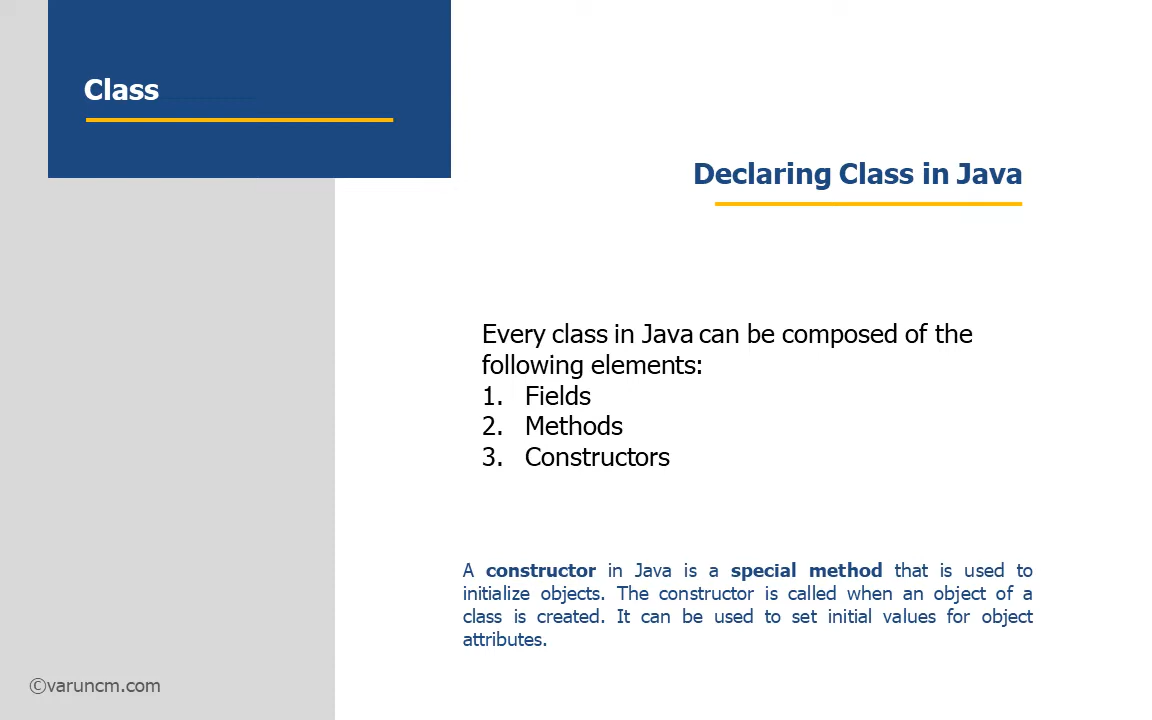 Class
Declaring Class in Java
Every class in Java can be composed of the
following elements:
1. Fields
2. Methods
3. Constructors
A constructor in Java is a special method that is used to
initialize objects. The constructor is called when an object of a
class is created. It can be used to set initial values for object
attributes.
©varuncm.com